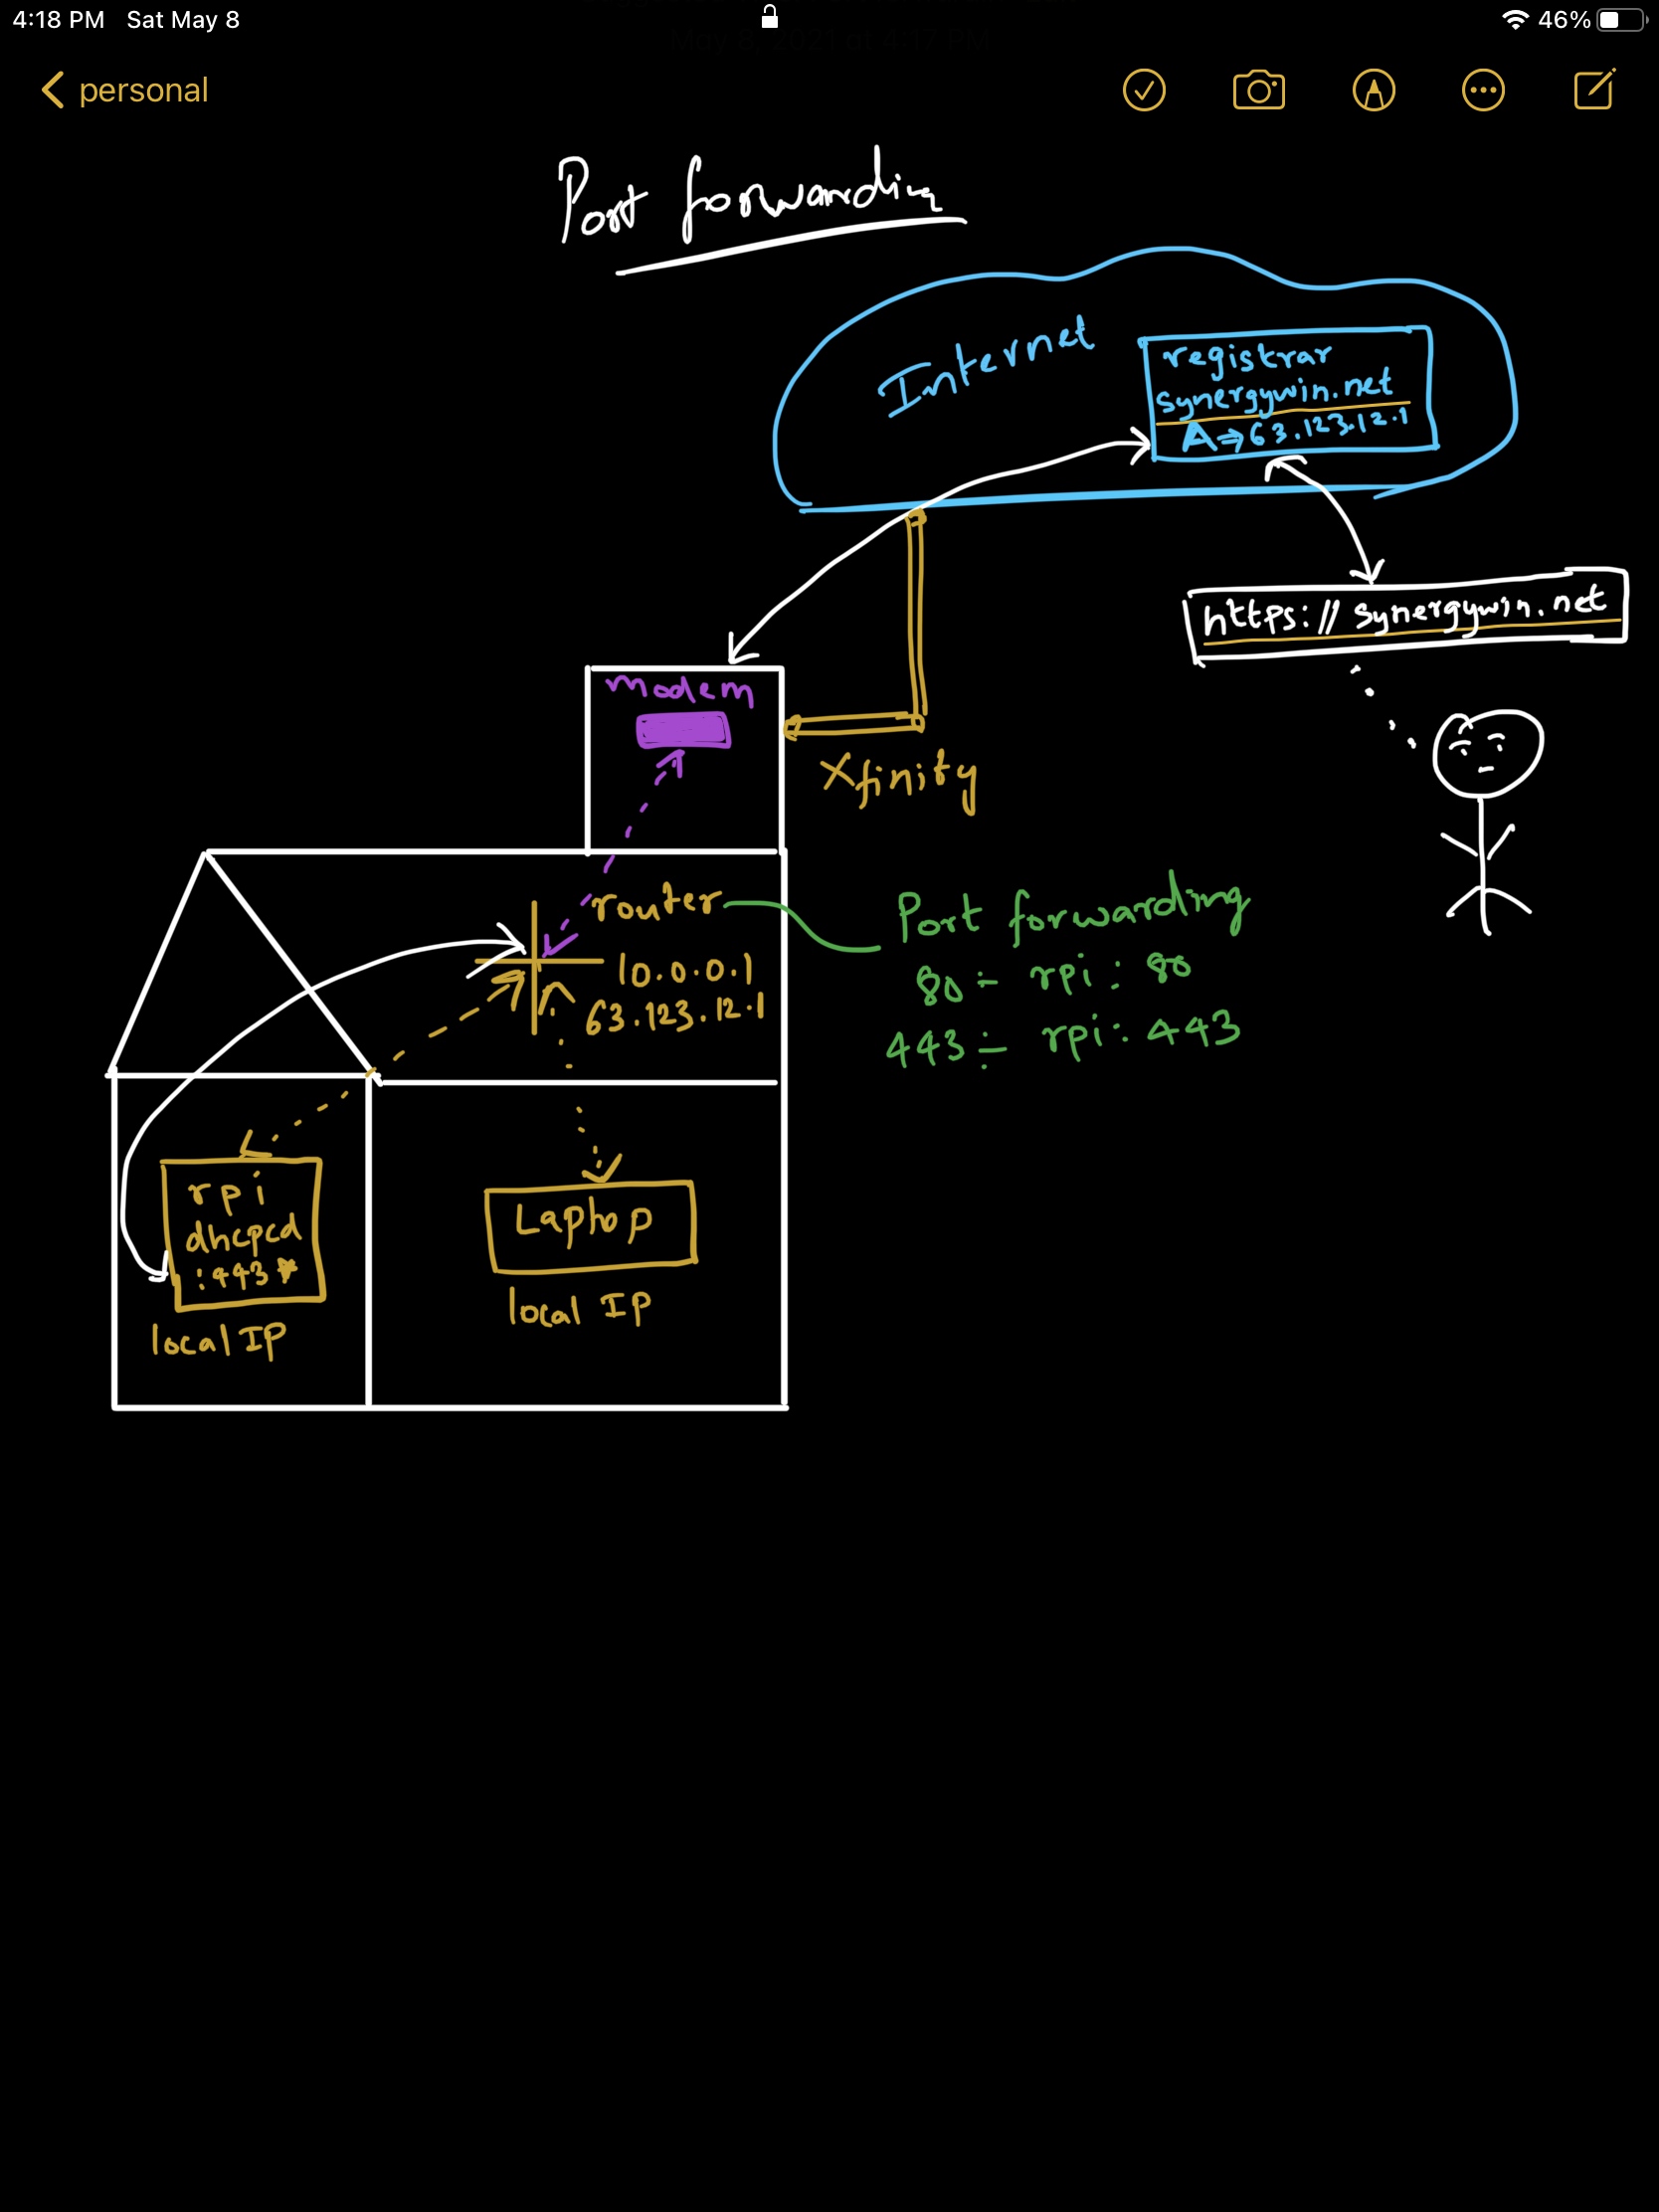 4:18 PM Sat May 8 46%
personal
Port forwarding
Internet
registrar
synergywin.net
A⇒63.123.12.1
https://synergywin.net
modem
Xfinity
router
10.0.0.1
63.123.12.1
Port forwarding
80 ÷ rpi : 80
443 ÷ rpi : 443
rpi
dhcpcd
:443*
local IP
Laptop
local IP